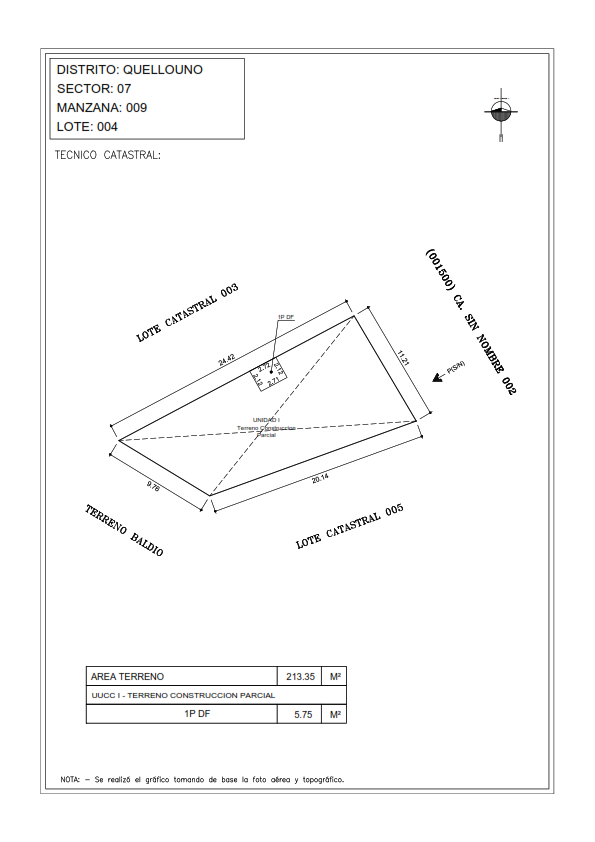 DISTRITO: QUELLOUNO
SECTOR: 07
MANZANA: 009
LOTE: 004
TECNICO CATASTRAL:
LOTE CATASTRAL 003
(001500) CA. SIN NOMBRE 002
1P DF
24.42
11.21
P(S/N)
2.72
2.12
2.12
2.71
UNIDAD I
Terreno Construccion
Parcial
9.76
20.14
TERRENO BALDIO
LOTE CATASTRAL 005
AREA TERRENO 213.35 M²
UUCC I - TERRENO CONSTRUCCION PARCIAL
1P DF 5.75 M²
NOTA: - Se realizó el gráfico tomando de base la foto aérea y topográfico.